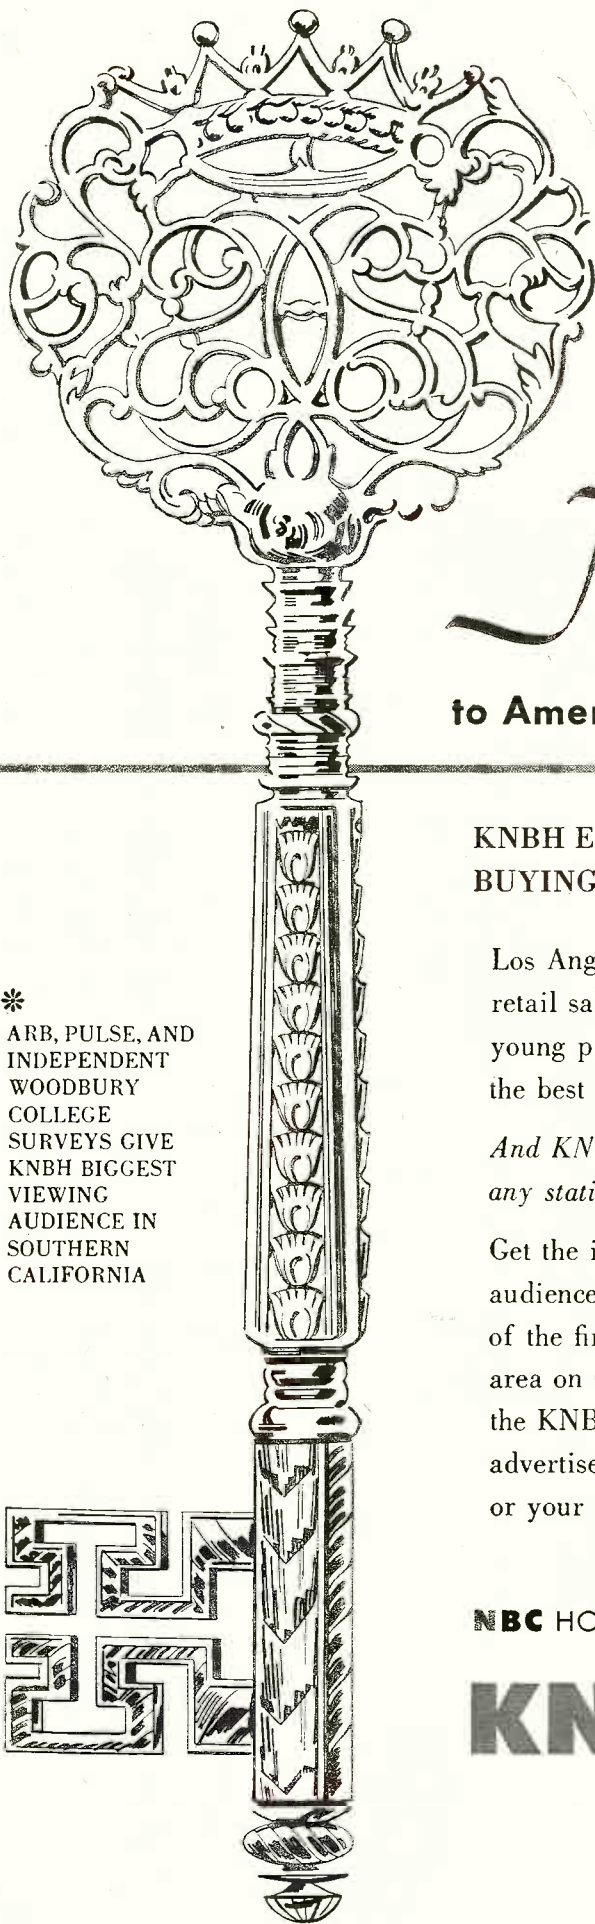 to Amer
KNBH E
BUYING
Los Ang
retail sa
young p
the best
And KN
any stati
Get the i
audience
of the fi
area on
the KNB
advertise
or your
NBC HO
KN
※
ARB, PULSE, AND
INDEPENDENT
WOODBURY
COLLEGE
SURVEYS GIVE
KNBH BIGGEST
VIEWING
AUDIENCE IN
SOUTHERN
CALIFORNIA